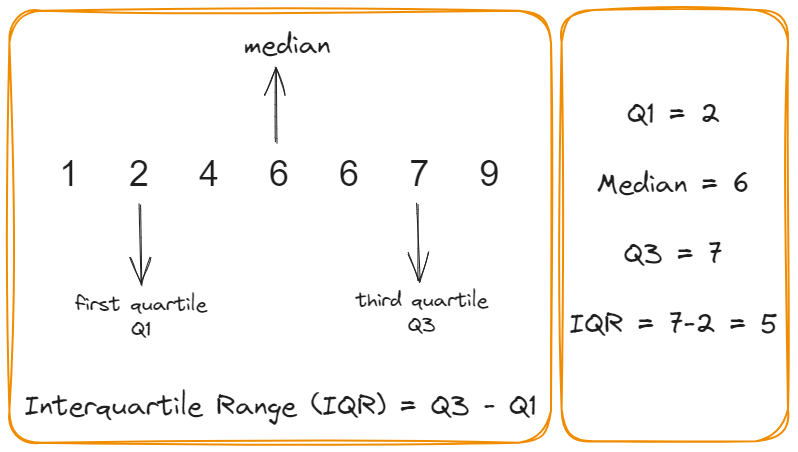 median
1 2 4 6 6 7 9
first quartile
Q1
third quartile
Q3
Interquartile Range (IQR) = Q3 - Q1
Q1 = 2
Median = 6
Q3 = 7
IQR = 7-2 = 5